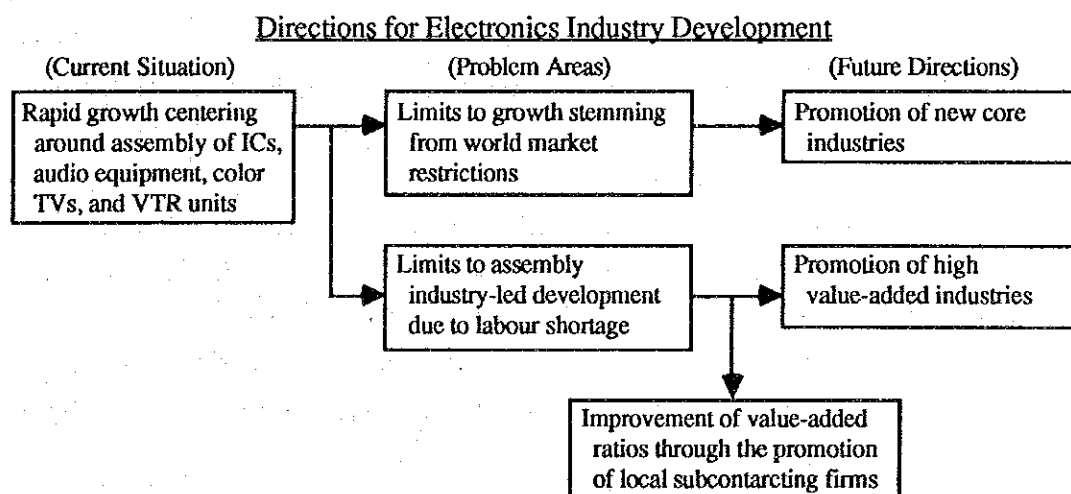 Directions for Electronics Industry Development
(Current Situation)
(Problem Areas)
(Future Directions)
Rapid growth centering
around assembly of ICs,
audio equipment, color
TVs, and VTR units
Limits to growth stemming
from world market
restrictions
Promotion of new core
industries
Limits to assembly
industry-led development
due to labour shortage
Promotion of high
value-added industries
Improvement of value-added
ratios through the promotion
of local subcontarcting firms